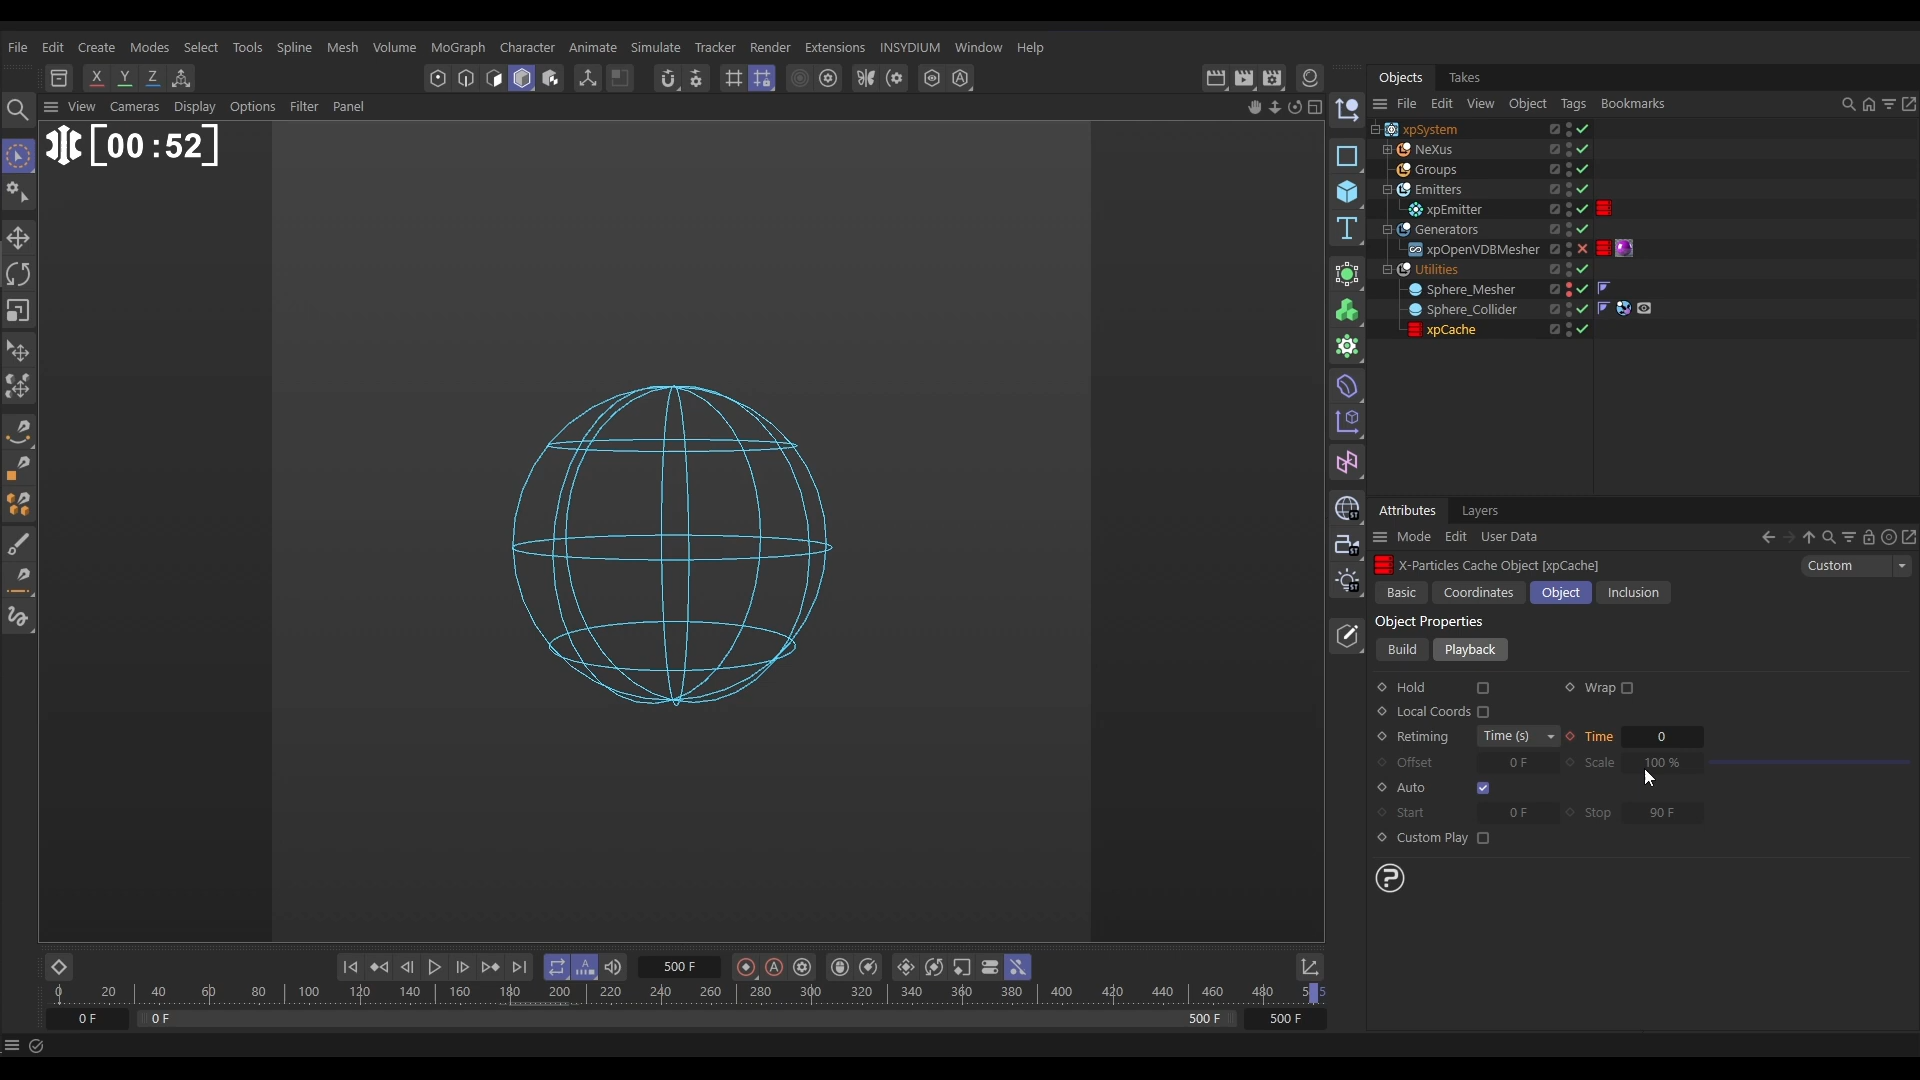 File Edit Create Modes Select Tools Spline Mesh Volume MoGraph Character Animate Simulate Tracker Render Extensions INSYDIUM Window Help
X Y Z
Objects Takes
View Cameras Display Options Filter Panel
File Edit View Object Tags Bookmarks
[00:52]
xpSystem
NeXus
Groups
Emitters
xpEmitter
Generators
xpOpenVDBMesher
Utilities
Sphere_Mesher
Sphere_Collider
xpCache
Attributes Layers
Mode Edit User Data
X-Particles Cache Object [xpCache] Custom
Basic Coordinates Object Inclusion
Object Properties
Build Playback
Hold Wrap
Local Coords
Retiming Time (s) Time 0
Offset 0 F Scale 100 %
Auto
Start 0 F Stop 90 F
Custom Play
500 F
0 20 40 60 80 100 120 140 160 180 200 220 240 260 280 300 320 340 360 380 400 420 440 460 480
0 F 0 F 500 F 500 F